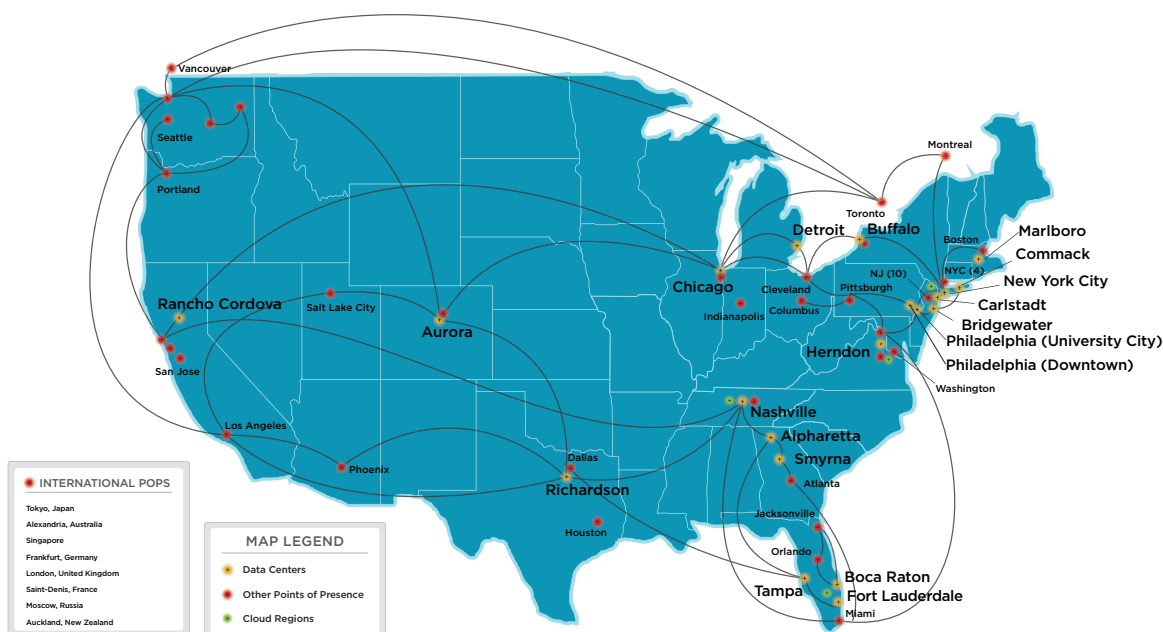 Vancouver
Seattle
Portland
Montreal
Toronto
Detroit
Buffalo
Boston
Marlboro
Commack
NYC (4)
NJ (10)
New York City
Chicago
Cleveland
Pittsburgh
Carlstadt
Rancho Cordova
Salt Lake City
Columbus
Indianapolis
Bridgewater
Aurora
Philadelphia (University City)
Herndon
Philadelphia (Downtown)
San Jose
Washington
Nashville
Los Angeles
Alpharetta
Smyrna
Dallas
Phoenix
Richardson
Atlanta
Jacksonville
Houston
Orlando
Boca Raton
Tampa
Fort Lauderdale
Miami
INTERNATIONAL POPS
Tokyo, Japan
Alexandria, Australia
Singapore
Frankfurt, Germany
London, United Kingdom
Saint-Denis, France
Moscow, Russia
Auckland, New Zealand
MAP LEGEND
Data Centers
Other Points of Presence
Cloud Regions